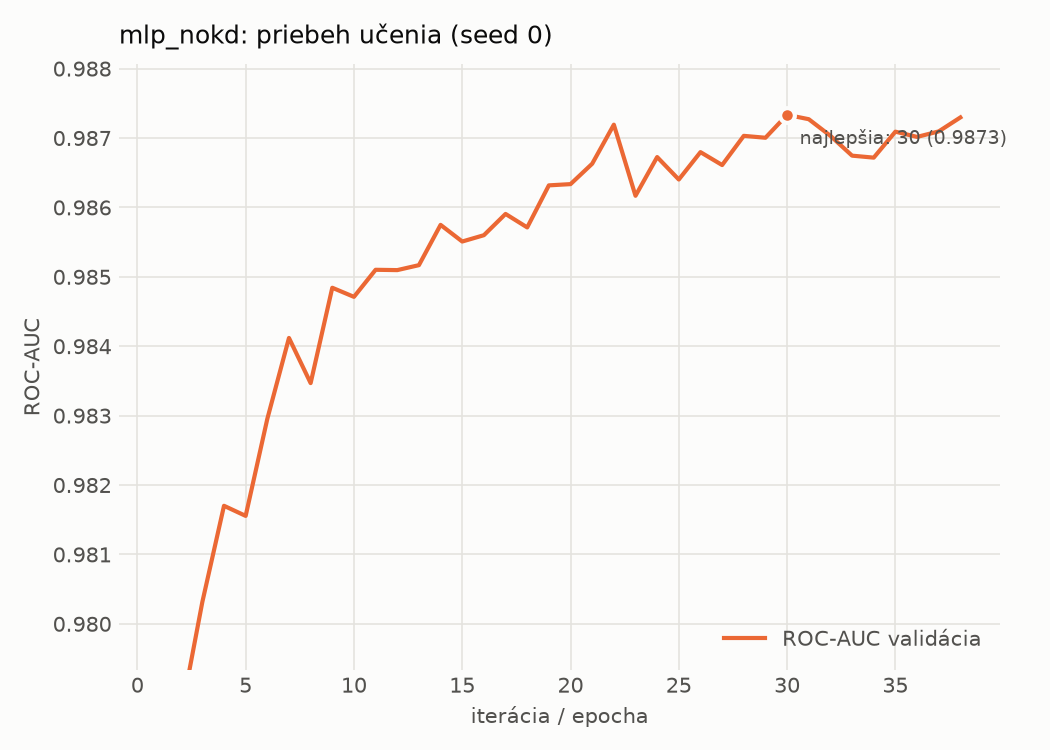 mlp_nokd: priebeh učenia (seed 0)
0.988
0.987
0.986
0.985
0.984
0.983
0.982
0.981
0.980
ROC-AUC
najlepšia: 30 (0.9873)
ROC-AUC validácia
0 5 10 15 20 25 30 35
iterácia / epocha